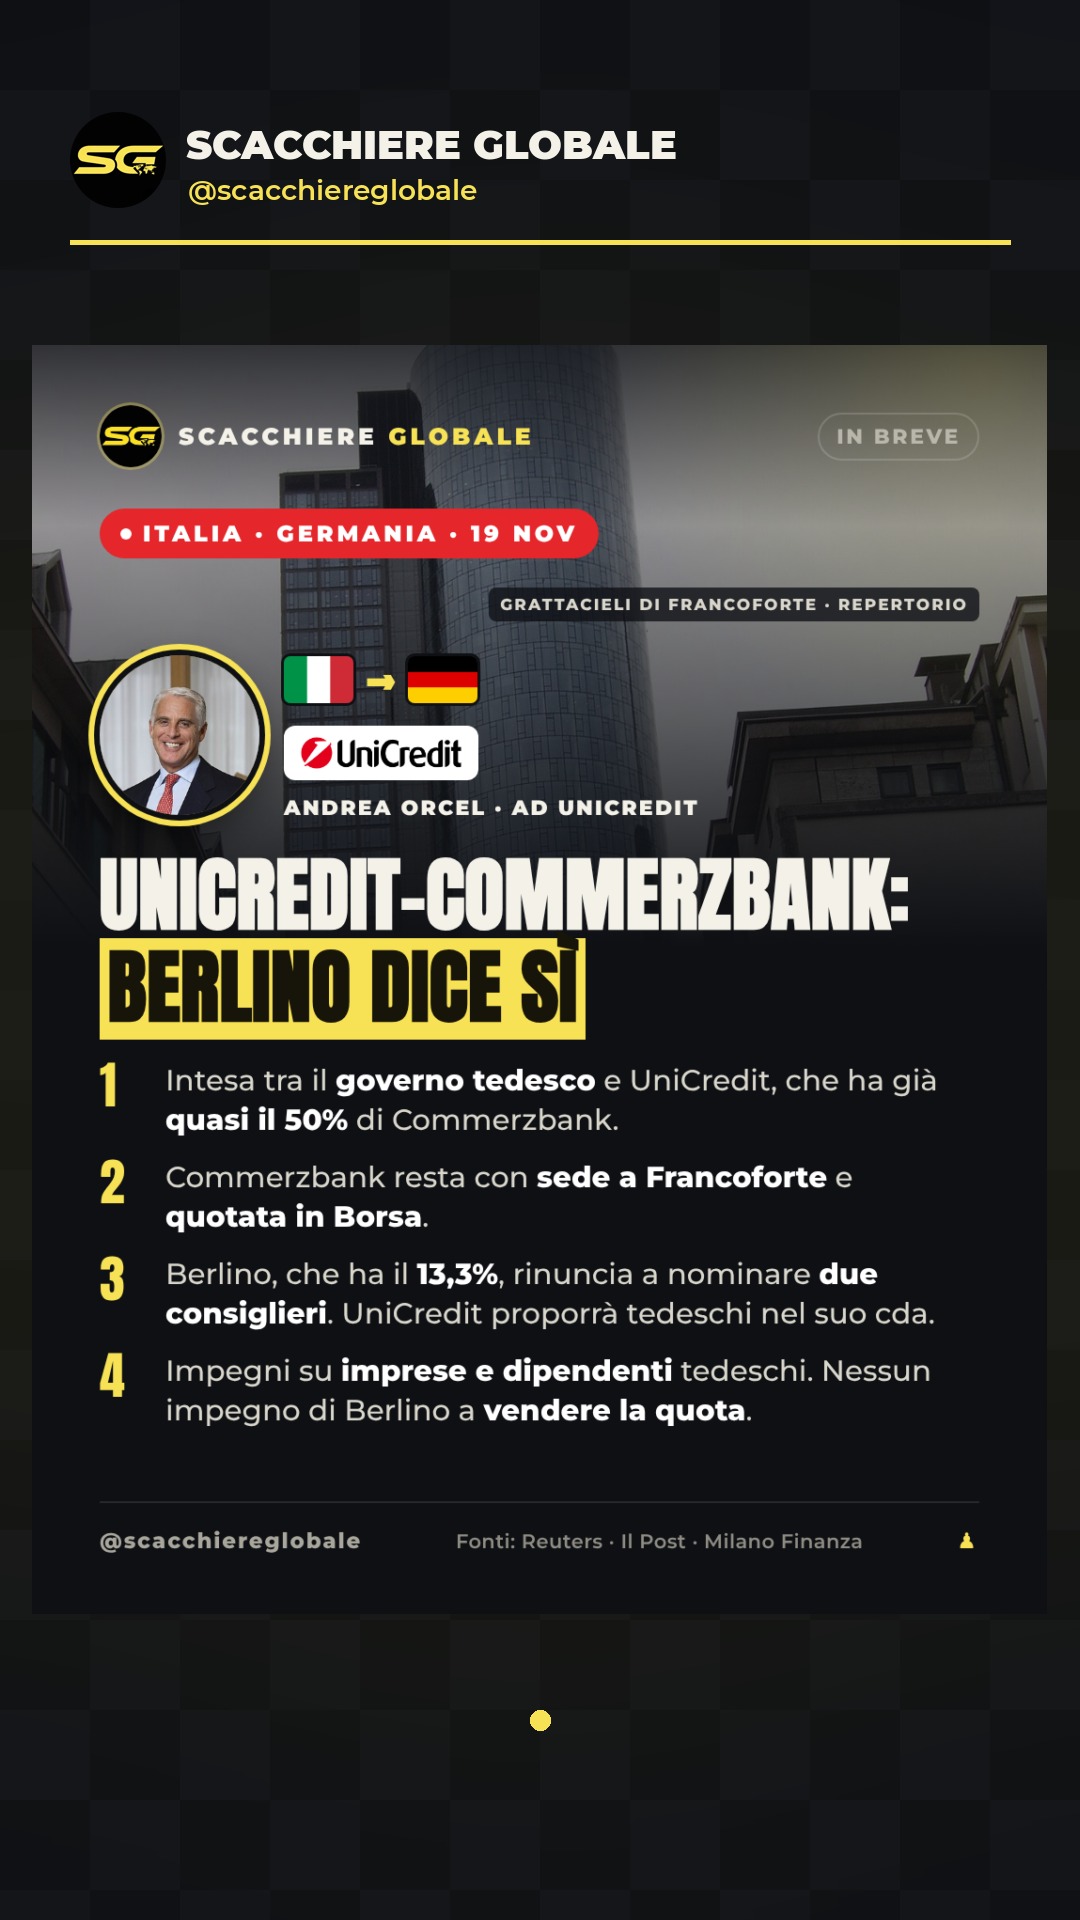 SG
SCACCHIERE GLOBALE
@scacchiereglobale
SG
SCACCHIERE GLOBALE
IN BREVE
ITALIA · GERMANIA · 19 NOV
GRATTACIELI DI FRANCOFORTE · REPERTORIO
UniCredit
ANDREA ORCEL · AD UNICREDIT
UNICREDIT-COMMERZBANK:
BERLINO DICE SÌ
1 Intesa tra il governo tedesco e UniCredit, che ha già
quasi il 50% di Commerzbank.
2 Commerzbank resta con sede a Francoforte e
quotata in Borsa.
3 Berlino, che ha il 13,3%, rinuncia a nominare due
consiglieri. UniCredit proporrà tedeschi nel suo cda.
4 Impegni su imprese e dipendenti tedeschi. Nessun
impegno di Berlino a vendere la quota.
@scacchiereglobale
Fonti: Reuters · Il Post · Milano Finanza